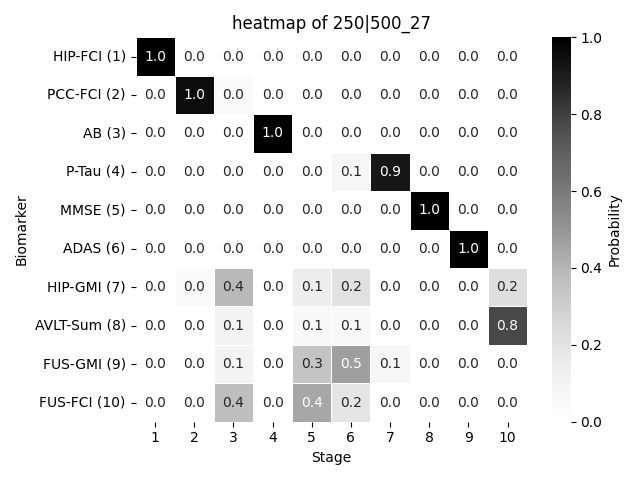 heatmap of 250|500_27
HIP-FCI (1) 1.0 0.0 0.0 0.0 0.0 0.0 0.0 0.0 0.0 0.0
PCC-FCI (2) 0.0 1.0 0.0 0.0 0.0 0.0 0.0 0.0 0.0 0.0
AB (3) 0.0 0.0 0.0 1.0 0.0 0.0 0.0 0.0 0.0 0.0
P-Tau (4) 0.0 0.0 0.0 0.0 0.0 0.1 0.9 0.0 0.0 0.0
MMSE (5) 0.0 0.0 0.0 0.0 0.0 0.0 0.0 1.0 0.0 0.0
ADAS (6) 0.0 0.0 0.0 0.0 0.0 0.0 0.0 0.0 1.0 0.0
HIP-GMI (7) 0.0 0.0 0.4 0.0 0.1 0.2 0.0 0.0 0.0 0.2
AVLT-Sum (8) 0.0 0.0 0.1 0.0 0.1 0.1 0.0 0.0 0.0 0.8
FUS-GMI (9) 0.0 0.0 0.1 0.0 0.3 0.5 0.1 0.0 0.0 0.0
FUS-FCI (10) 0.0 0.0 0.4 0.0 0.4 0.2 0.0 0.0 0.0 0.0
1 2 3 4 5 6 7 8 9 10
Stage
Biomarker
1.0
0.8
0.6
0.4
0.2
0.0
Probability